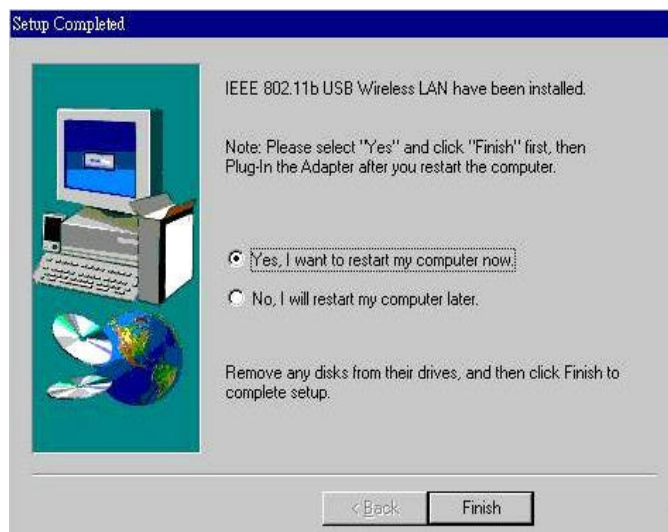 Setup Completed
IEEE 802.11b USB Wireless LAN have been installed.
Note: Please select "Yes" and click "Finish" first, then
Plug-In the Adapter after you restart the computer.
Yes, I want to restart my computer now.
No, I will restart my computer later.
Remove any disks from their drives, and then click Finish to
complete setup.
< Back
Finish